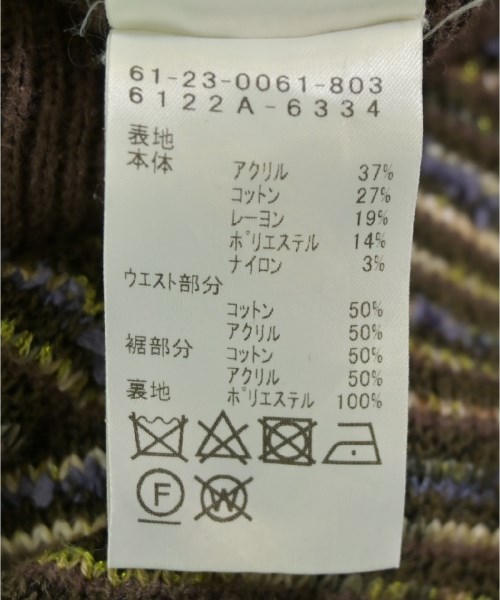 61-23-0061-803
6122A-6334
表地
本体 アクリル 37%
コットン 27%
レーヨン 19%
ポリエステル 14%
ナイロン 3%
ウエスト部分
コットン 50%
アクリル 50%
裾部分 コットン 50%
アクリル 50%
裏地 ポリエステル 100%
F W